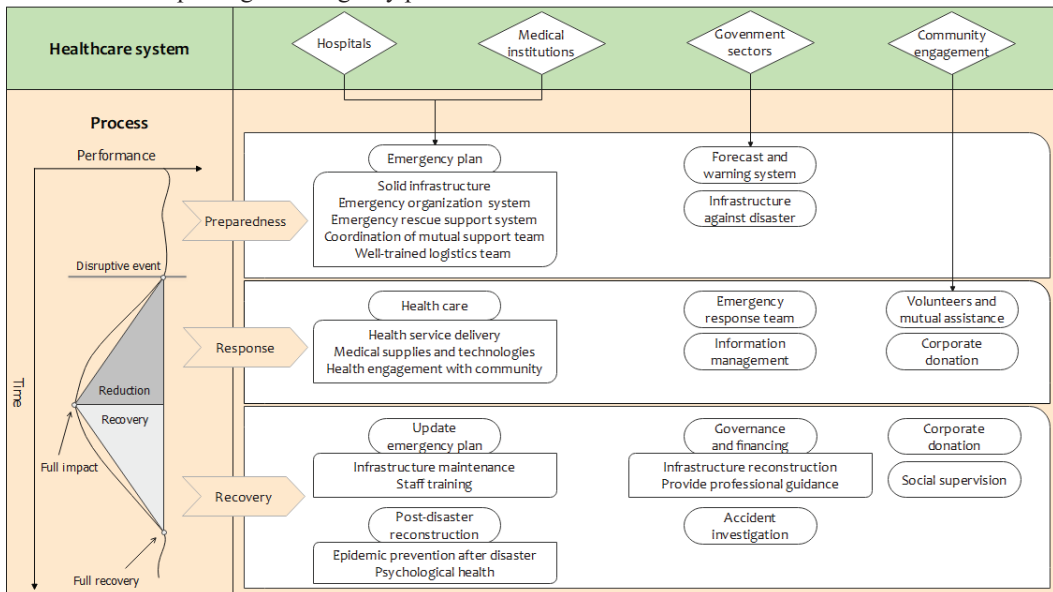 Healthcare system
Hospitals
Medical
institutions
Govenment
sectors
Community
engagement
Process
Performance
Time
Disruptive event
Reduction
Recovery
Full impact
Full recovery
Preparedness
Emergency plan
Solid infrastructure
Emergency organization system
Emergency rescue support system
Coordination of mutual support team
Well-trained logistics team
Forecast and
warning system
Infrastructure
against disaster
Response
Health care
Health service delivery
Medical supplies and technologies
Health engagement with community
Emergency
response team
Information
management
Volunteers and
mutual assistance
Corporate
donation
Recovery
Update
emergency plan
Infrastructure maintenance
Staff training
Post-disaster
reconstruction
Epidemic prevention after disaster
Psychological health
Governance
and financing
Infrastructure reconstruction
Provide professional guidance
Accident
investigation
Corporate
donation
Social supervision